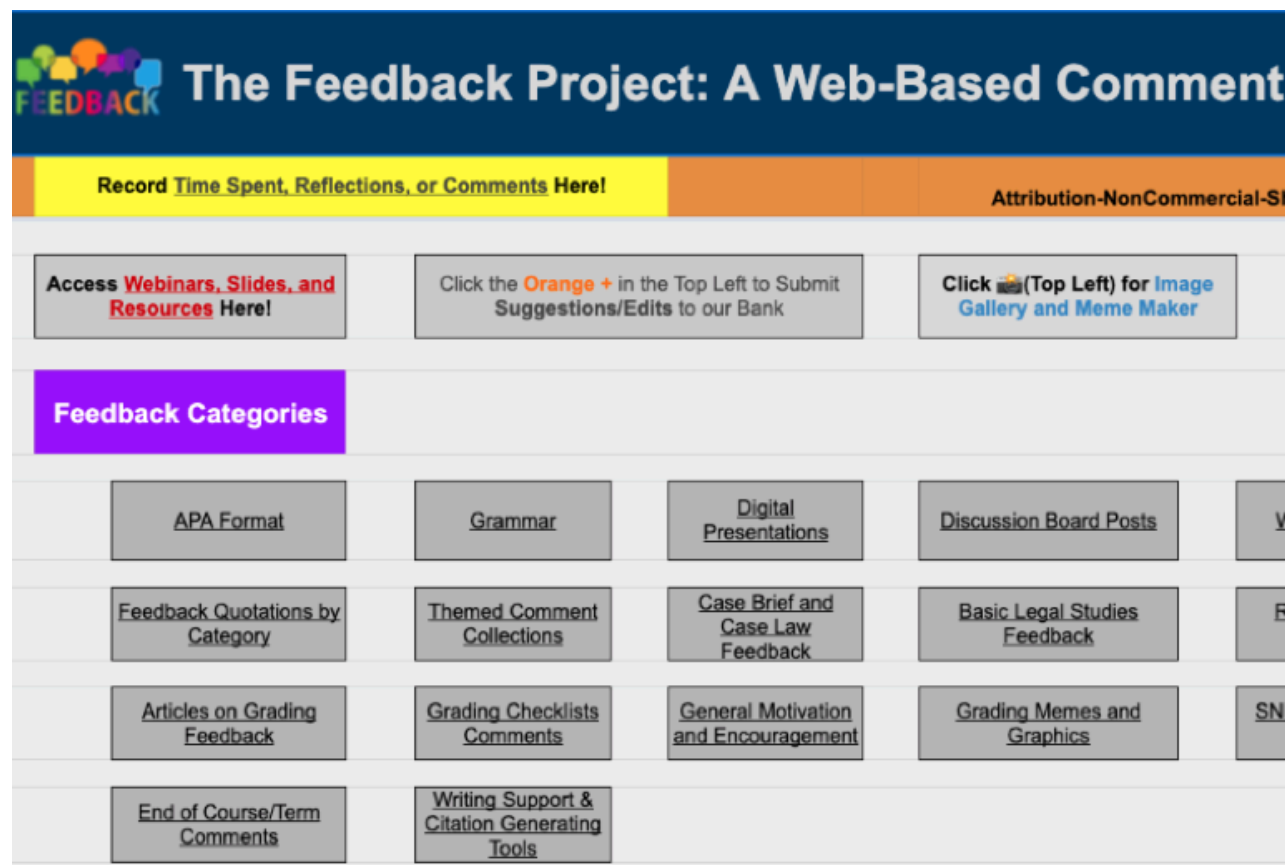 FEEDBACK
The Feedback Project: A Web-Based Comment
Record Time Spent, Reflections, or Comments Here!
Attribution-NonCommercial-S
Access Webinars, Slides, and
Resources Here!
Click the Orange + in the Top Left to Submit
Suggestions/Edits to our Bank
Click 📸(Top Left) for Image
Gallery and Meme Maker
Feedback Categories
APA Format
Grammar
Digital
Presentations
Discussion Board Posts
Feedback Quotations by
Category
Themed Comment
Collections
Case Brief and
Case Law
Feedback
Basic Legal Studies
Feedback
Articles on Grading
Feedback
Grading Checklists
Comments
General Motivation
and Encouragement
Grading Memes and
Graphics
SN
End of Course/Term
Comments
Writing Support &
Citation Generating
Tools